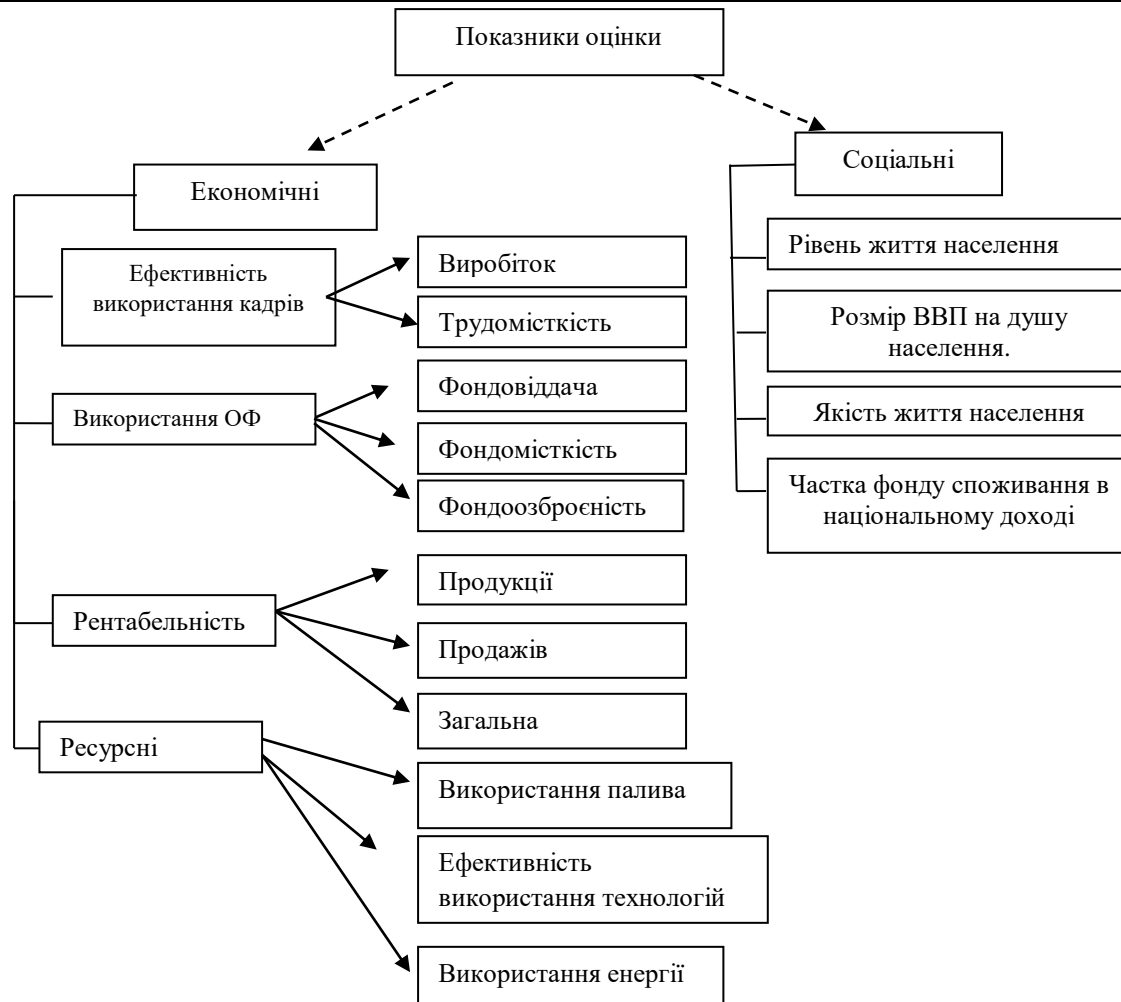 Показники оцінки
Економічні
Соціальні
Ефективність
використання кадрів
Виробіток
Трудомісткість
Використання ОФ
Фондовіддача
Фондомісткість
Фондоозброєність
Рентабельність
Продукції
Продажів
Загальна
Ресурсні
Використання палива
Ефективність
використання технологій
Використання енергії
Рівень життя населення
Розмір ВВП на душу
населення.
Якість життя населення
Частка фонду споживання в
національному доході